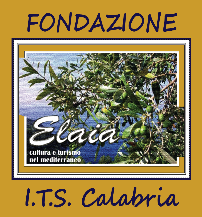 FONDAZIONE
Elaia
cultura e turismo
nel mediterraneo
I.T.S. Calabria